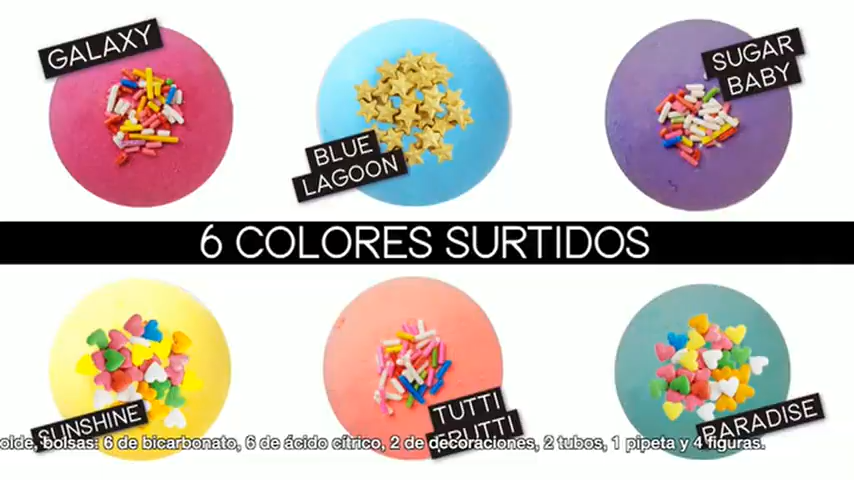 GALAXY
BLUE
LAGOON
SUGAR
BABY
6 COLORES SURTIDOS
SUNSHINE
TUTTI
FRUTTI
PARADISE
olde, bolsas: 6 de bicarbonato, 6 de ácido cítrico, 2 de decoraciones, 2 tubos, 1 pipeta y 4 figuras.